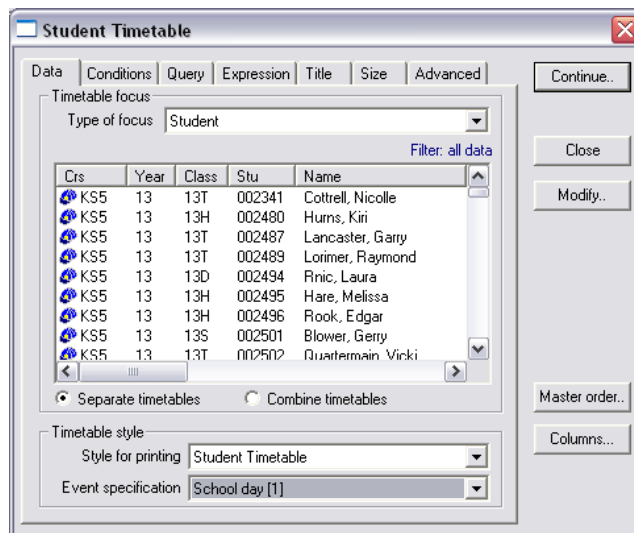 Student Timetable
Data Conditions Query Expression Title Size Advanced
Continue..
Timetable focus
Type of focus Student
Filter: all data
Close
Modify..
Crs Year Class Stu Name
KS5 13 13T 002341 Cottrell, Nicolle
KS5 13 13H 002480 Hurns, Kiri
KS5 13 13T 002487 Lancaster, Garry
KS5 13 13T 002489 Lorimer, Raymond
KS5 13 13D 002494 Rnic, Laura
KS5 13 13H 002495 Hare, Melissa
KS5 13 13H 002496 Rook, Edgar
KS5 13 13S 002501 Blower, Gerry
KS5 13 13T 002502 Quartermain, Vicki
Separate timetables Combine timetables
Master order..
Timetable style
Style for printing Student Timetable
Columns...
Event specification School day [1]